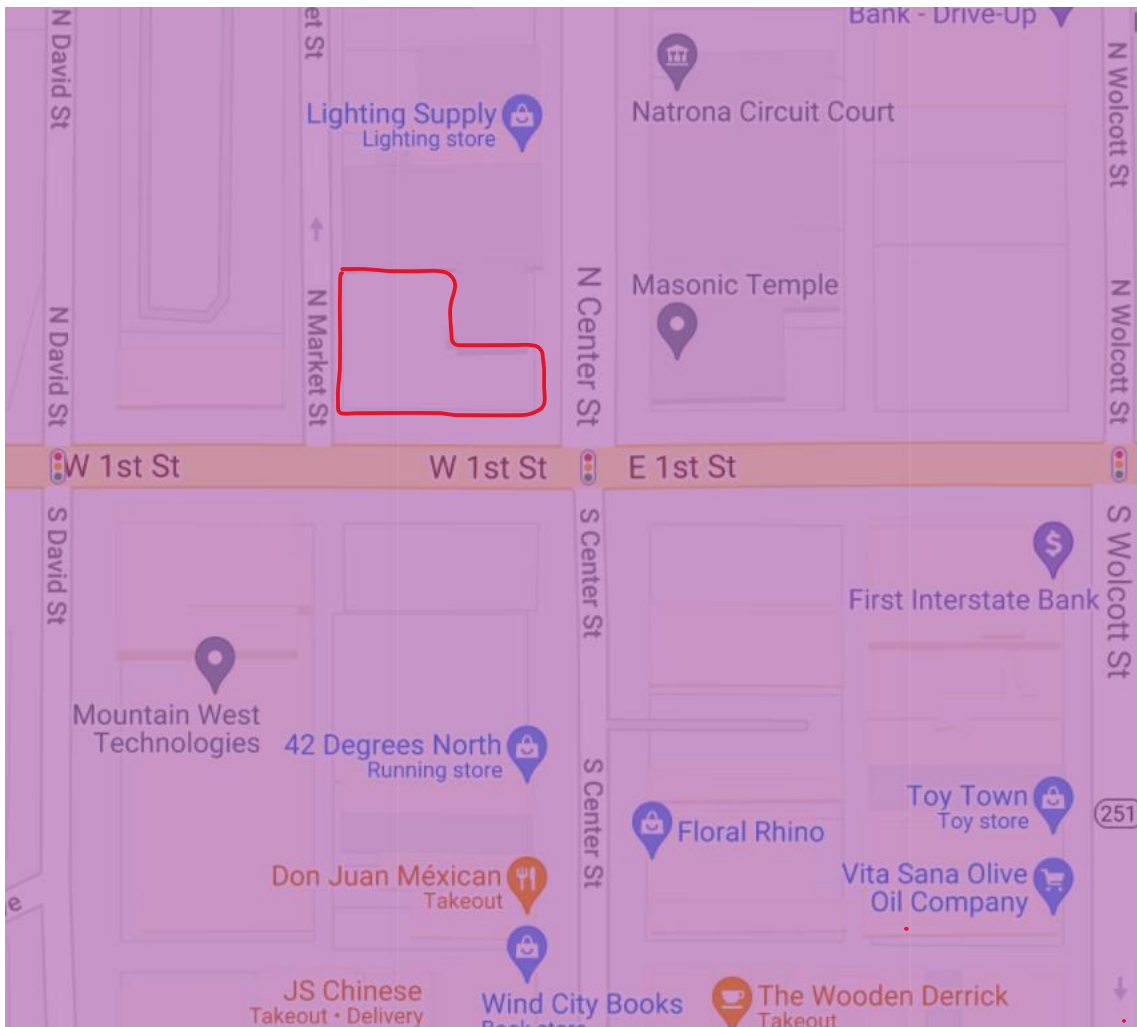 N David St
et St
Bank - Drive-Up
N Wolcott St
Lighting Supply
Lighting store
Natrona Circuit Court
N David St
N Market St
N Center St
Masonic Temple
N Wolcott St
W 1st St
W 1st St
E 1st St
S David St
S Center St
S Wolcott St
First Interstate Bank
Mountain West
Technologies
42 Degrees North
Running store
S Center St
Toy Town
Toy store
251
Floral Rhino
Don Juan Méxican
Takeout
Vita Sana Olive
Oil Company
e
JS Chinese
Takeout • Delivery
Wind City Books
Book store
The Wooden Derrick
Takeout